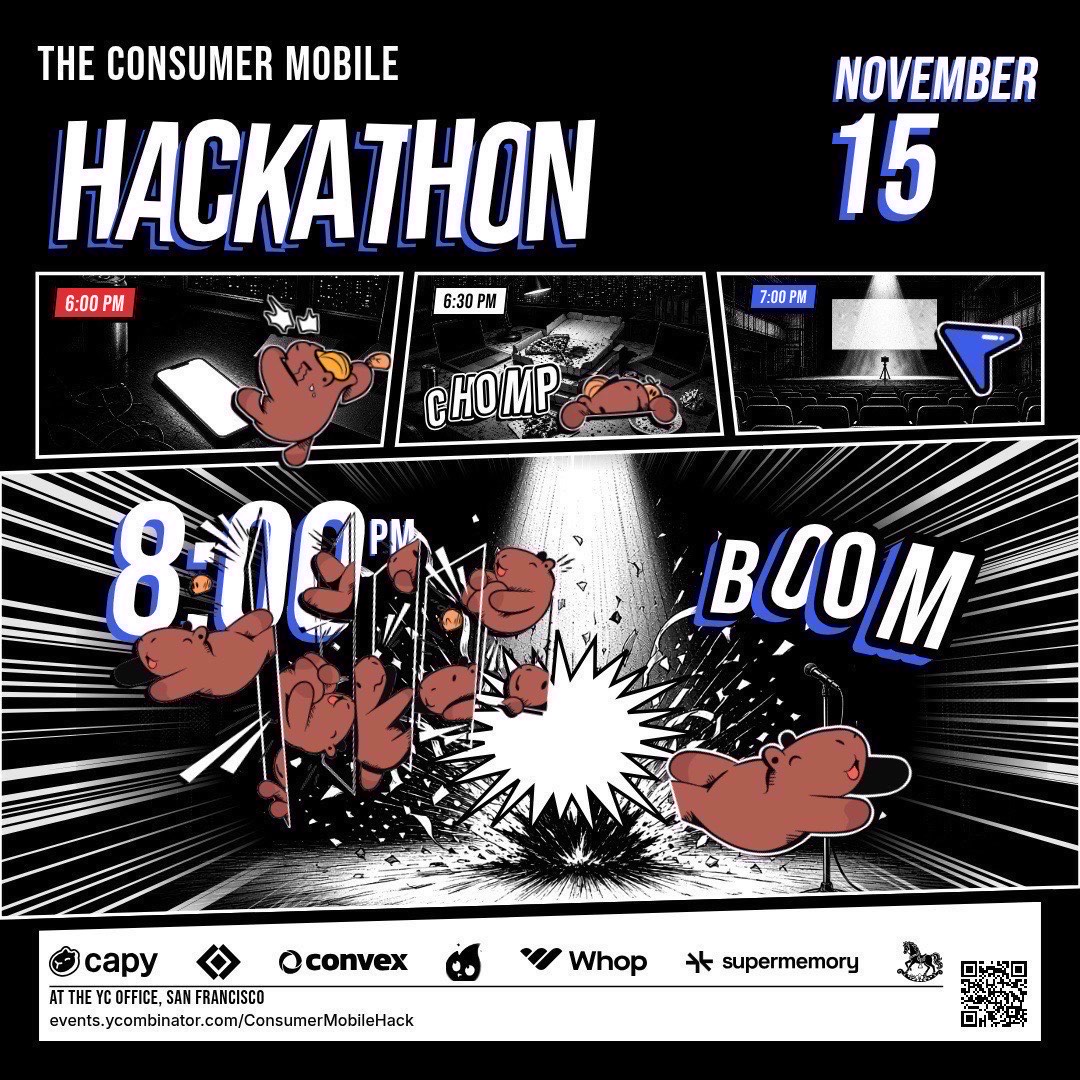 THE CONSUMER MOBILE
HACKATHON
NOVEMBER
15
6:00 PM
6:30 PM
CHOMP
7:00 PM
8:00 PM
BOOM
capy
convex
Whop
supermemory
AT THE YC OFFICE, SAN FRANCISCO
events.ycombinator.com/ConsumerMobileHack